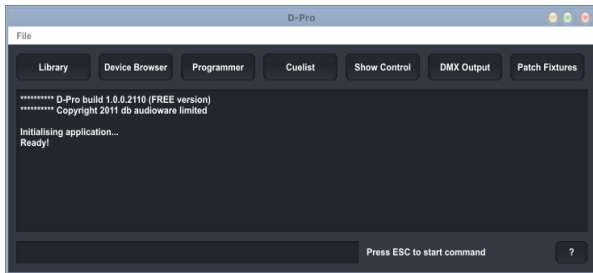 D-Pro
File
Library
Device Browser
Programmer
Cuelist
Show Control
DMX Output
Patch Fixtures
********** D-Pro build 1.0.0.2110 (FREE version)
********** Copyright 2011 db audioware limited
Initialising application...
Ready!
Press ESC to start command
?